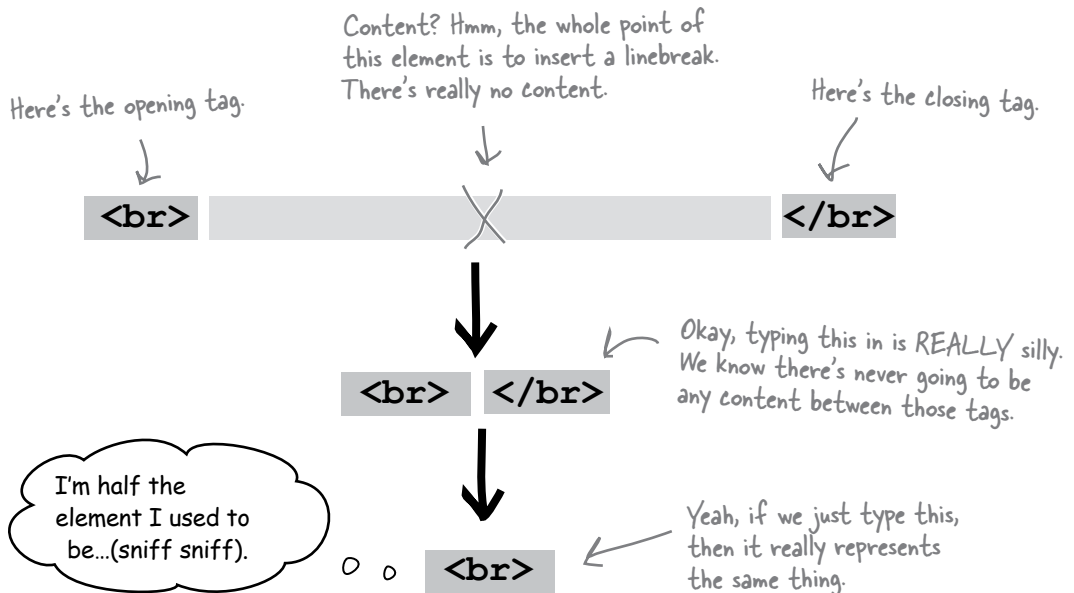 Content? Hmm, the whole point of
this element is to insert a linebreak.
There's really no content.
Here's the opening tag.
Here's the closing tag.
<br>
</br>
Okay, typing this in is REALLY silly.
We know there's never going to be
any content between those tags.
<br> </br>
I'm half the
element I used to
be...(sniff sniff).
Yeah, if we just type this,
then it really represents
the same thing.
<br>